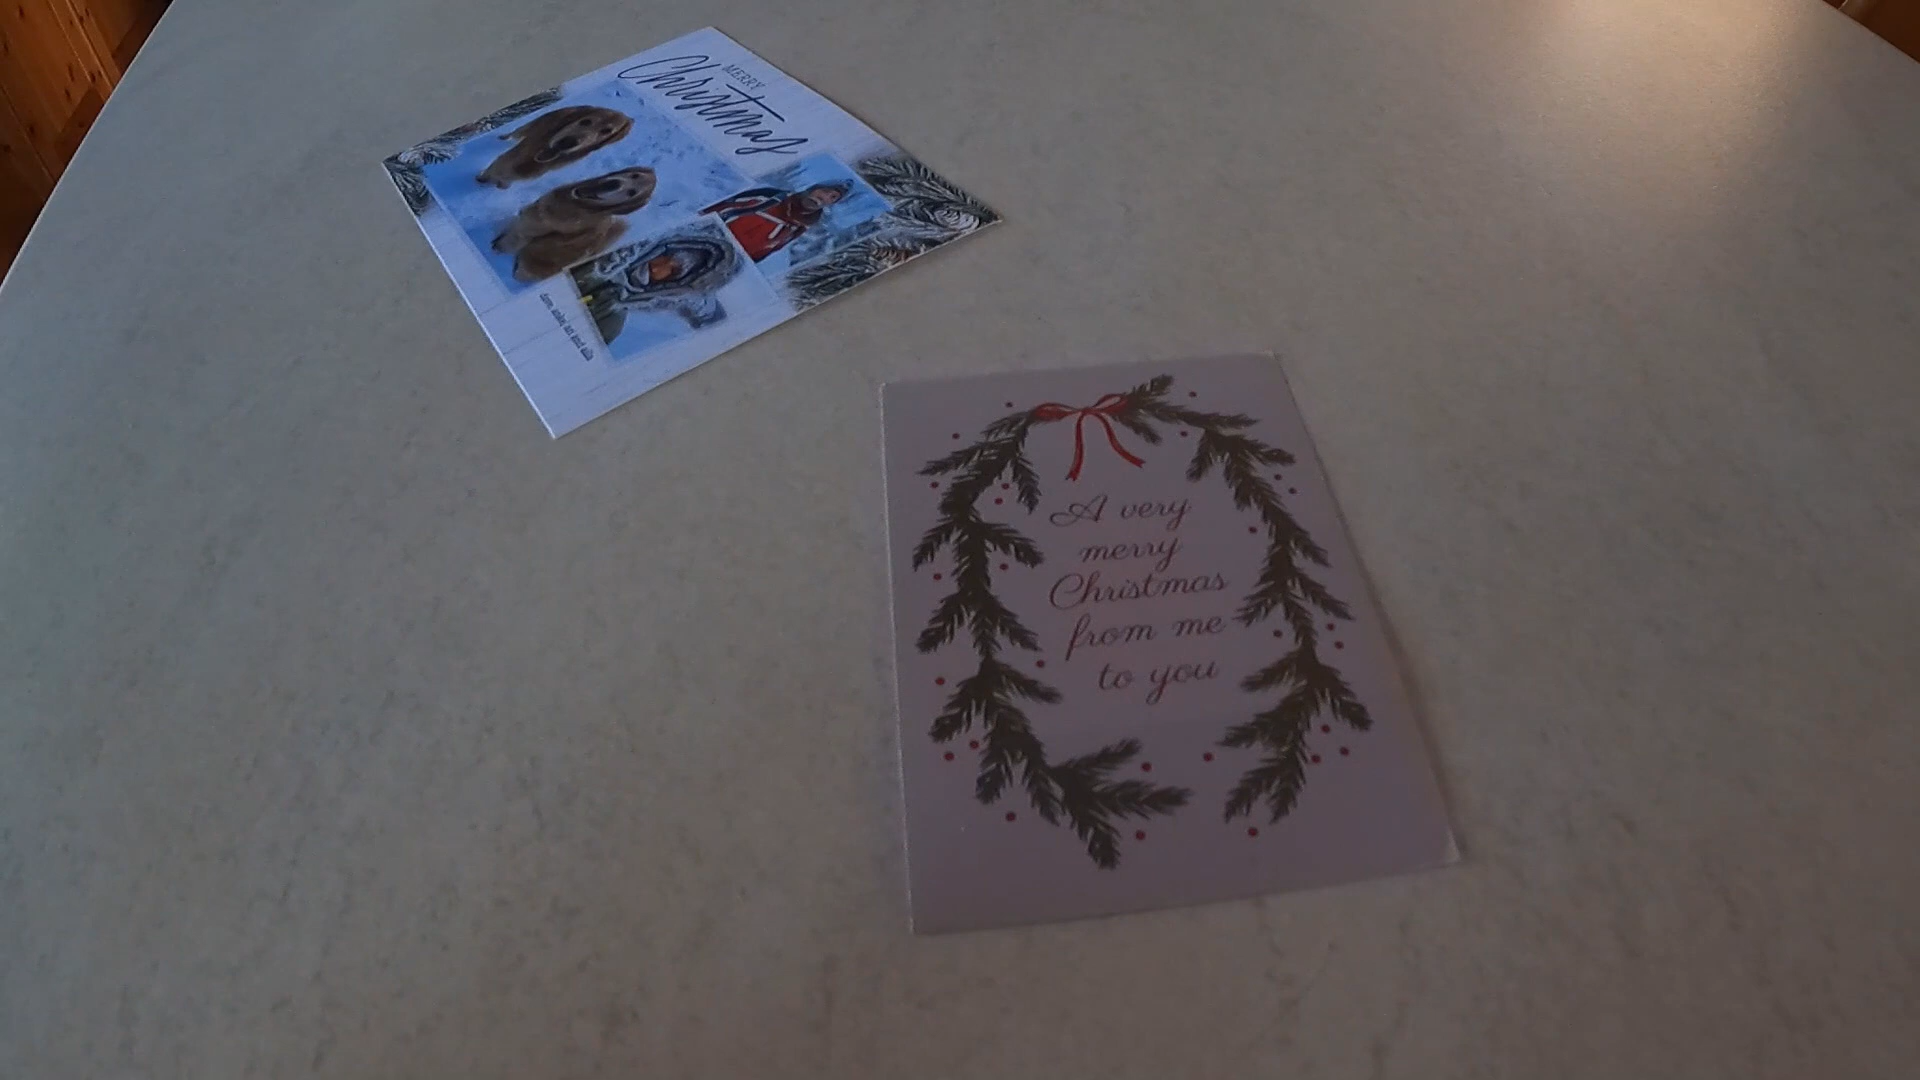 MERRY
Christmas
A very
merry
Christmas
from me
to you